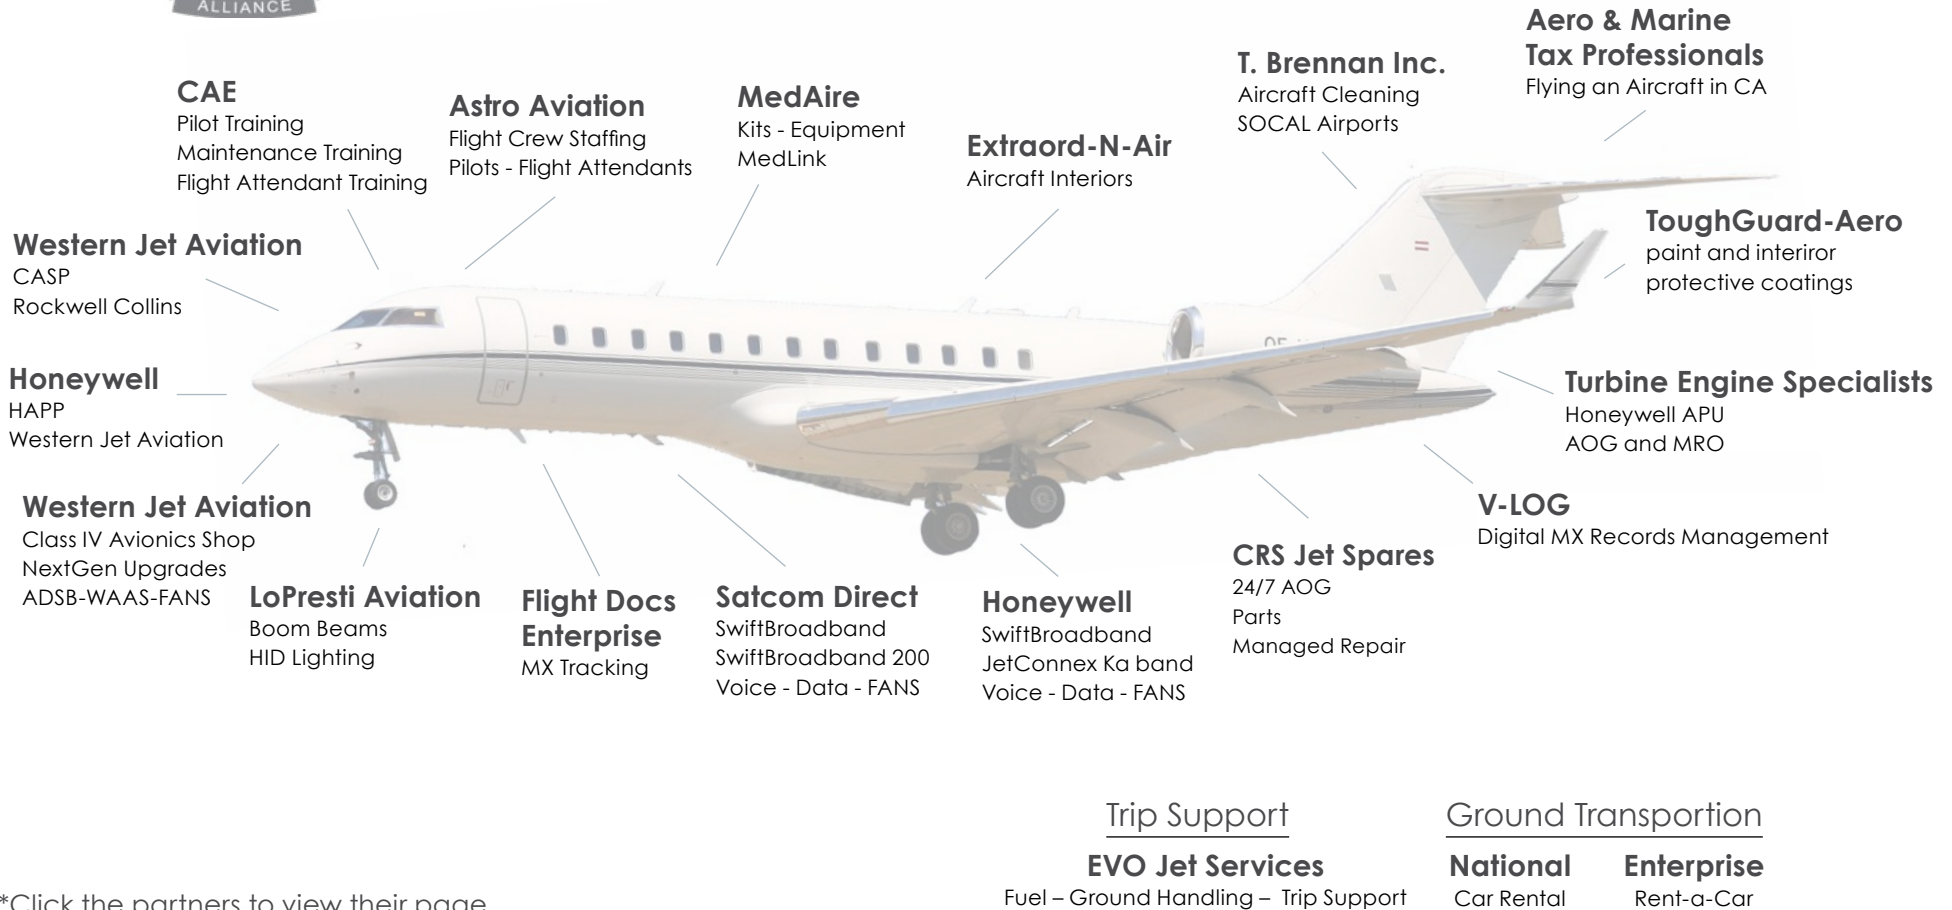 ALLIANCE
Aero & Marine
Tax Professionals
Flying an Aircraft in CA
T. Brennan Inc.
Aircraft Cleaning
SOCAL Airports
CAE
Pilot Training
Maintenance Training
Flight Attendant Training
Astro Aviation
Flight Crew Staffing
Pilots - Flight Attendants
MedAire
Kits - Equipment
MedLink
Extraord-N-Air
Aircraft Interiors
Western Jet Aviation
CASP
Rockwell Collins
ToughGuard-Aero
paint and interiror
protective coatings
Honeywell
HAPP
Western Jet Aviation
Turbine Engine Specialists
Honeywell APU
AOG and MRO
Western Jet Aviation
Class IV Avionics Shop
NextGen Upgrades
ADSB-WAAS-FANS
V-LOG
Digital MX Records Management
LoPresti Aviation
Boom Beams
HID Lighting
Flight Docs
Enterprise
MX Tracking
Satcom Direct
SwiftBroadband
SwiftBroadband 200
Voice - Data - FANS
Honeywell
SwiftBroadband
JetConnex Ka band
Voice - Data - FANS
CRS Jet Spares
24/7 AOG
Parts
Managed Repair
Trip Support
EVO Jet Services
Fuel – Ground Handling – Trip Support
Ground Transportion
National
Car Rental
Enterprise
Rent-a-Car
*Click the partners to view their page